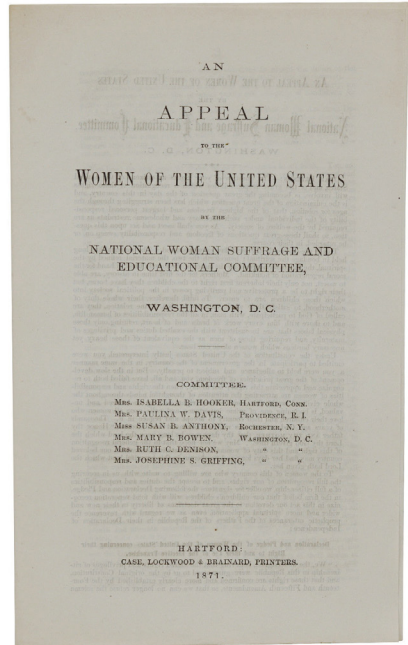 AN
APPEAL
TO THE
WOMEN OF THE UNITED STATES
BY THE
NATIONAL WOMAN SUFFRAGE AND
EDUCATIONAL COMMITTEE,
WASHINGTON, D. C.
COMMITTEE.
MRS. ISABELLA B. HOOKER, HARTFORD, CONN.
MRS. PAULINA W. DAVIS, PROVIDENCE, R. I.
MISS SUSAN B. ANTHONY, ROCHESTER, N. Y.
MRS. MARY B. BOWEN, WASHINGTON, D. C.
MRS. RUTH C. DENISON, " "
MRS. JOSEPHINE S. GRIFFING, " "
HARTFORD:
CASE, LOCKWOOD & BRAINARD, PRINTERS.
1871.